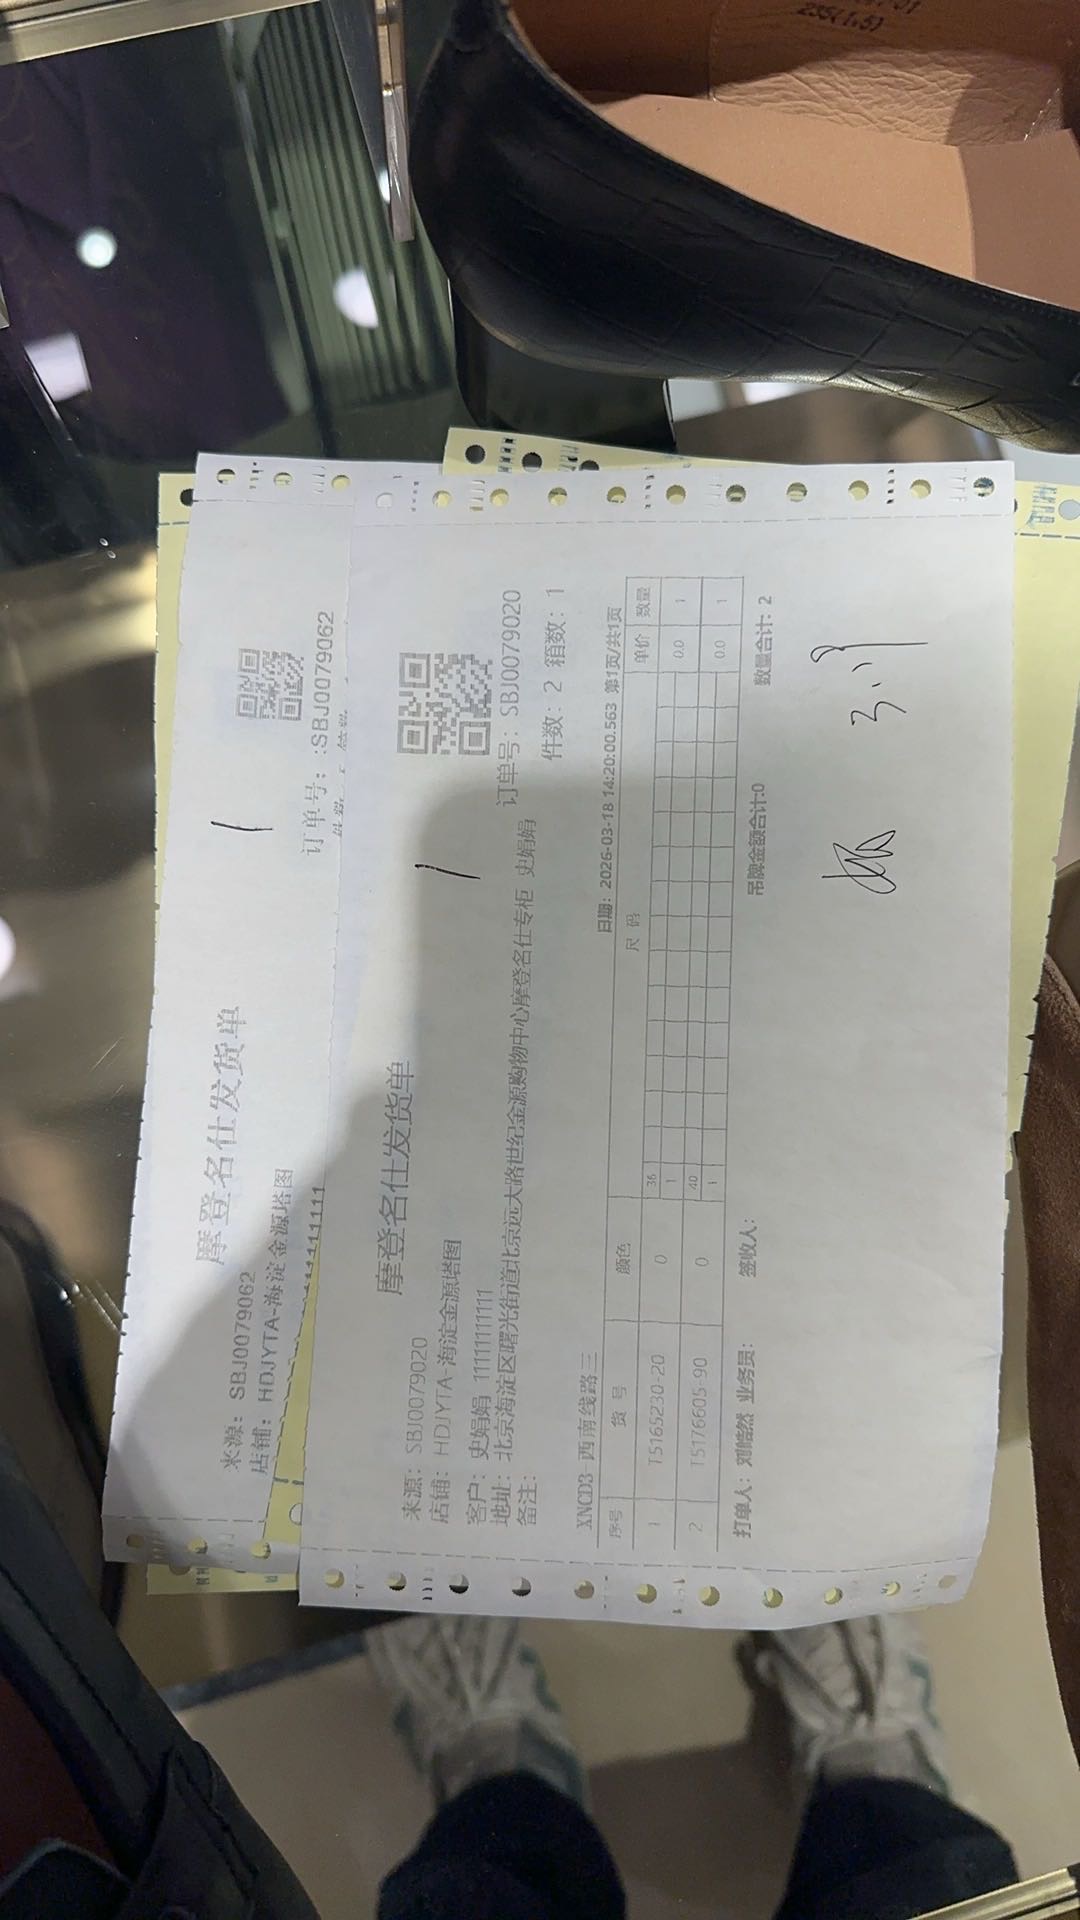 235(1.5)
摩登名仕发货单
来源：SBJ0079062
订单号：:SBJ0079062
店铺：HDJYTA-海淀金源塔图
1
11111111111
摩登名仕发货单
1
来源：SBJ0079020
店铺：HDJYTA-海淀金源塔图
客户：史娟娟 11111111111
订单号：SBJ0079020
地址：北京海淀区曙光街道北京远大路世纪金源购物中心摩登名仕专柜 史娟娟
备注：
件数：2 箱数：1
XNCD3-西南线路三
日期：2026-03-18 14:20:00.563 第1页/共1页
序号 货号 颜色 尺码 单价 数量
36
1 T5165230-20 0 1 0.0 1
40
2 T5176605-90 0 1 0.0 1
打单人：刘皓然 业务员： 签收人： 吊牌金额合计:0 数量合计: 2